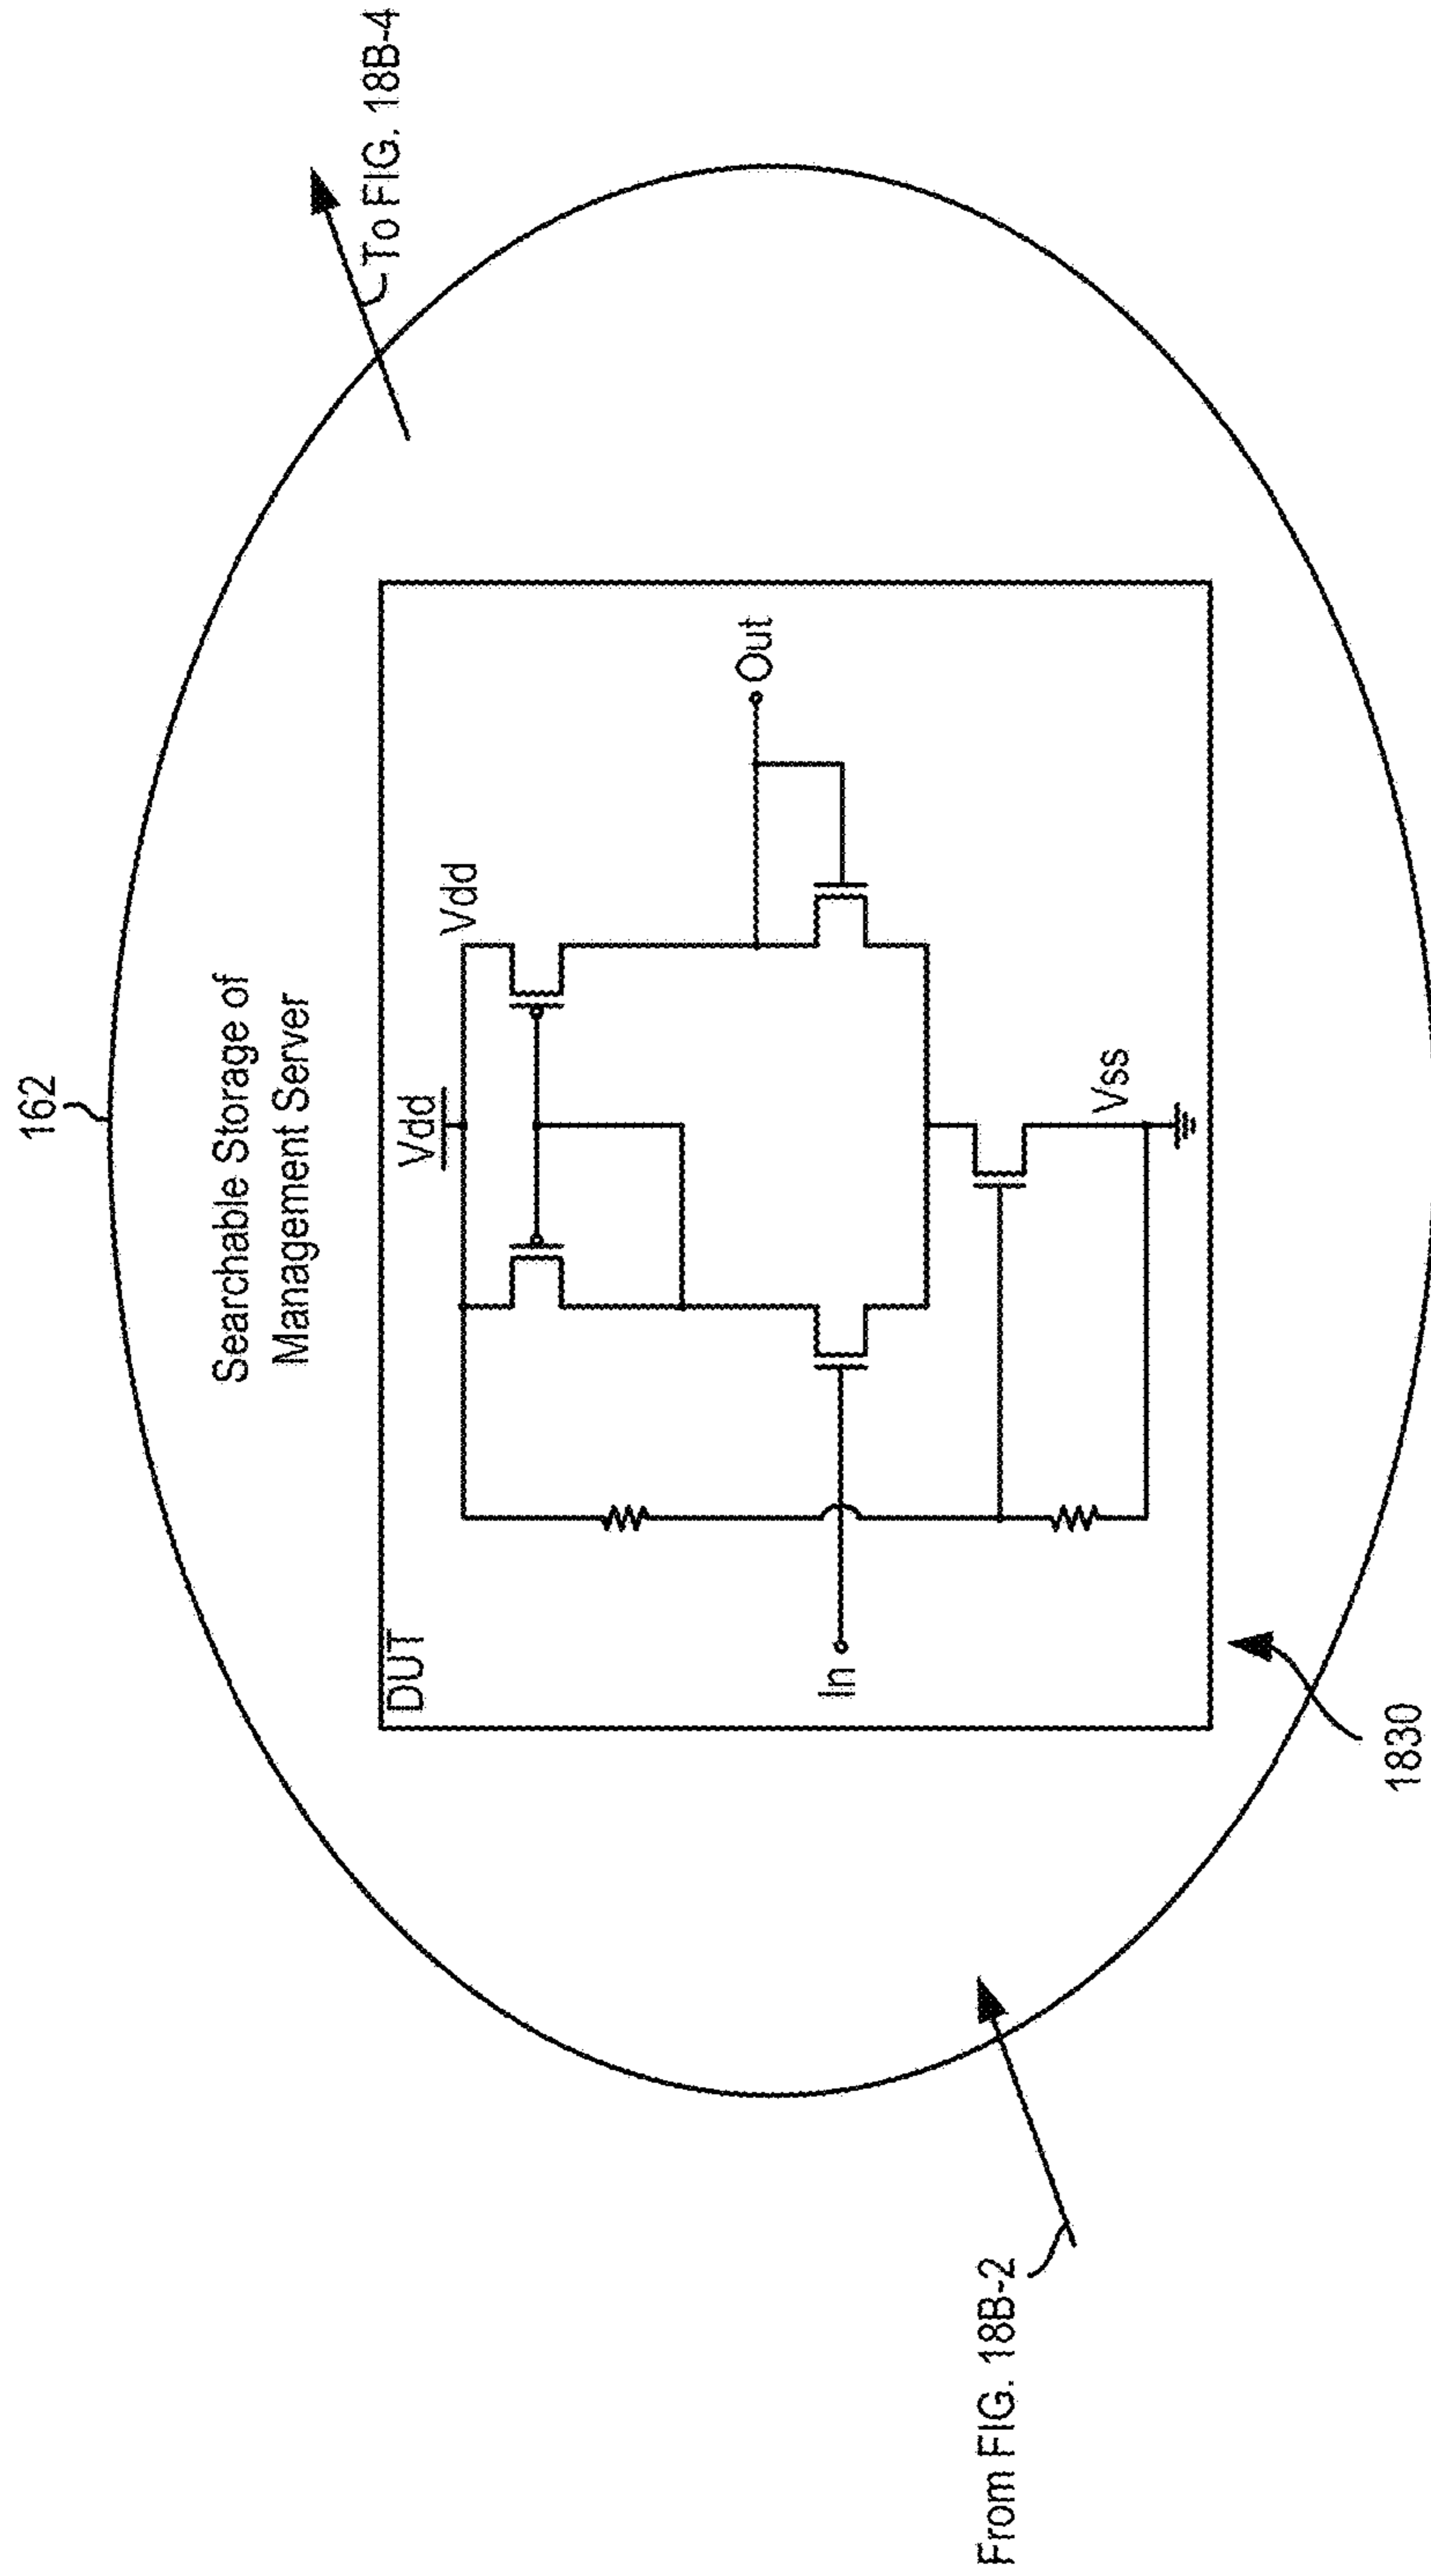 162
Searchable Storage of
Management Server
To FIG. 18B-4
DUT
Vdd
Vdd
In
Out
Vss
1830
From FIG. 18B-2